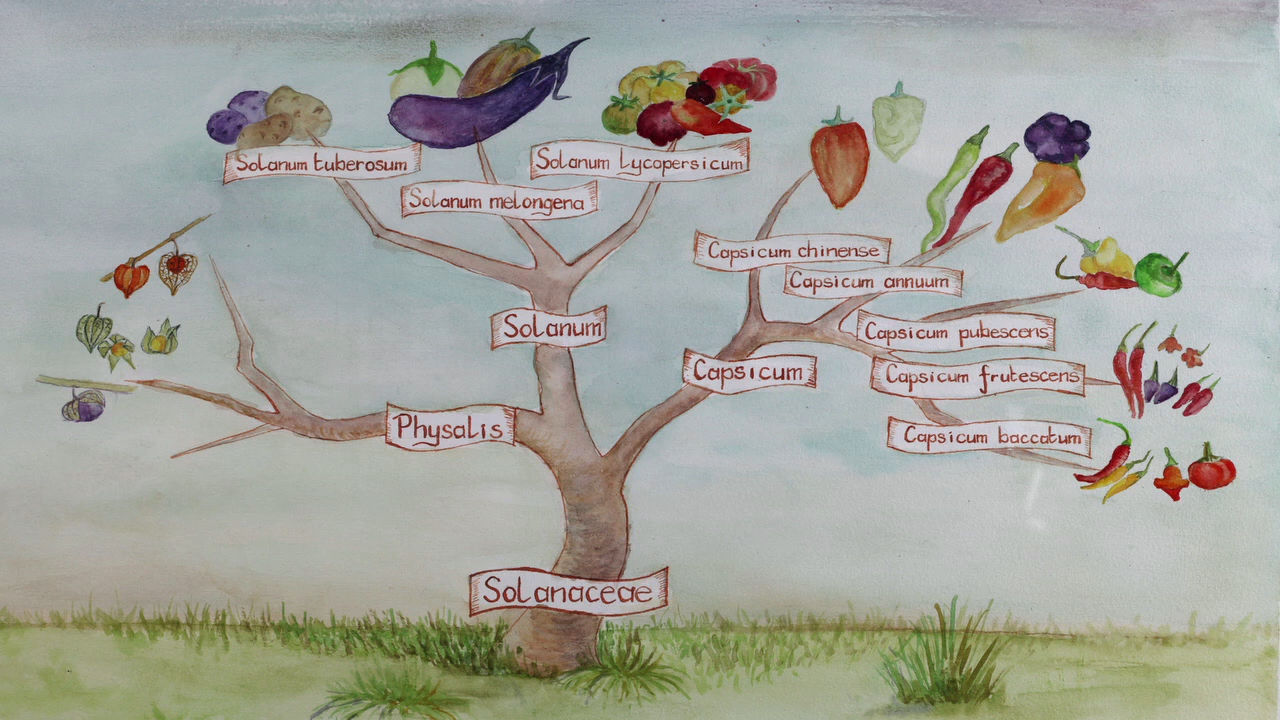 Solanum tuberosum
Solanum lycopersicum
Solanum melongena
Capsicum chinense
Capsicum annuum
Solanum
Capsicum pubescens
Capsicum
Capsicum frutescens
Physalis
Capsicum baccatum
Solanaceae